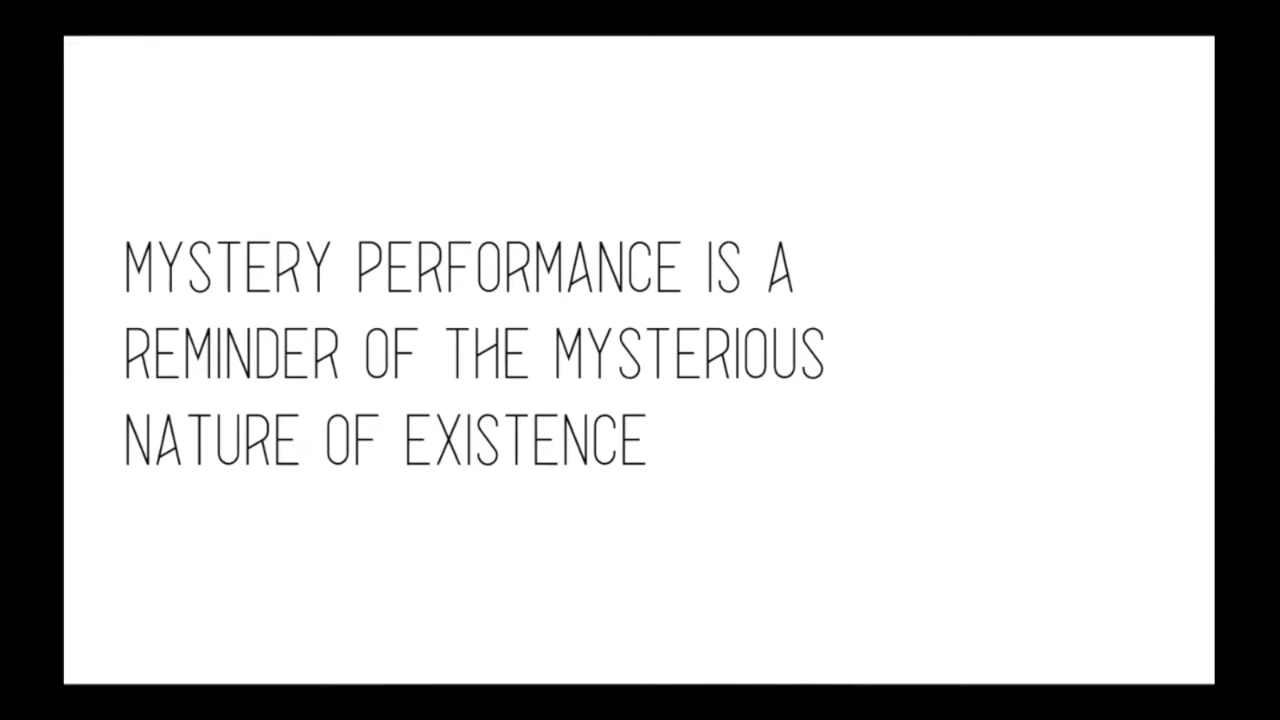 MYSTERY PERFORMANCE IS A
REMINDER OF THE MYSTERIOUS
NATURE OF EXISTENCE